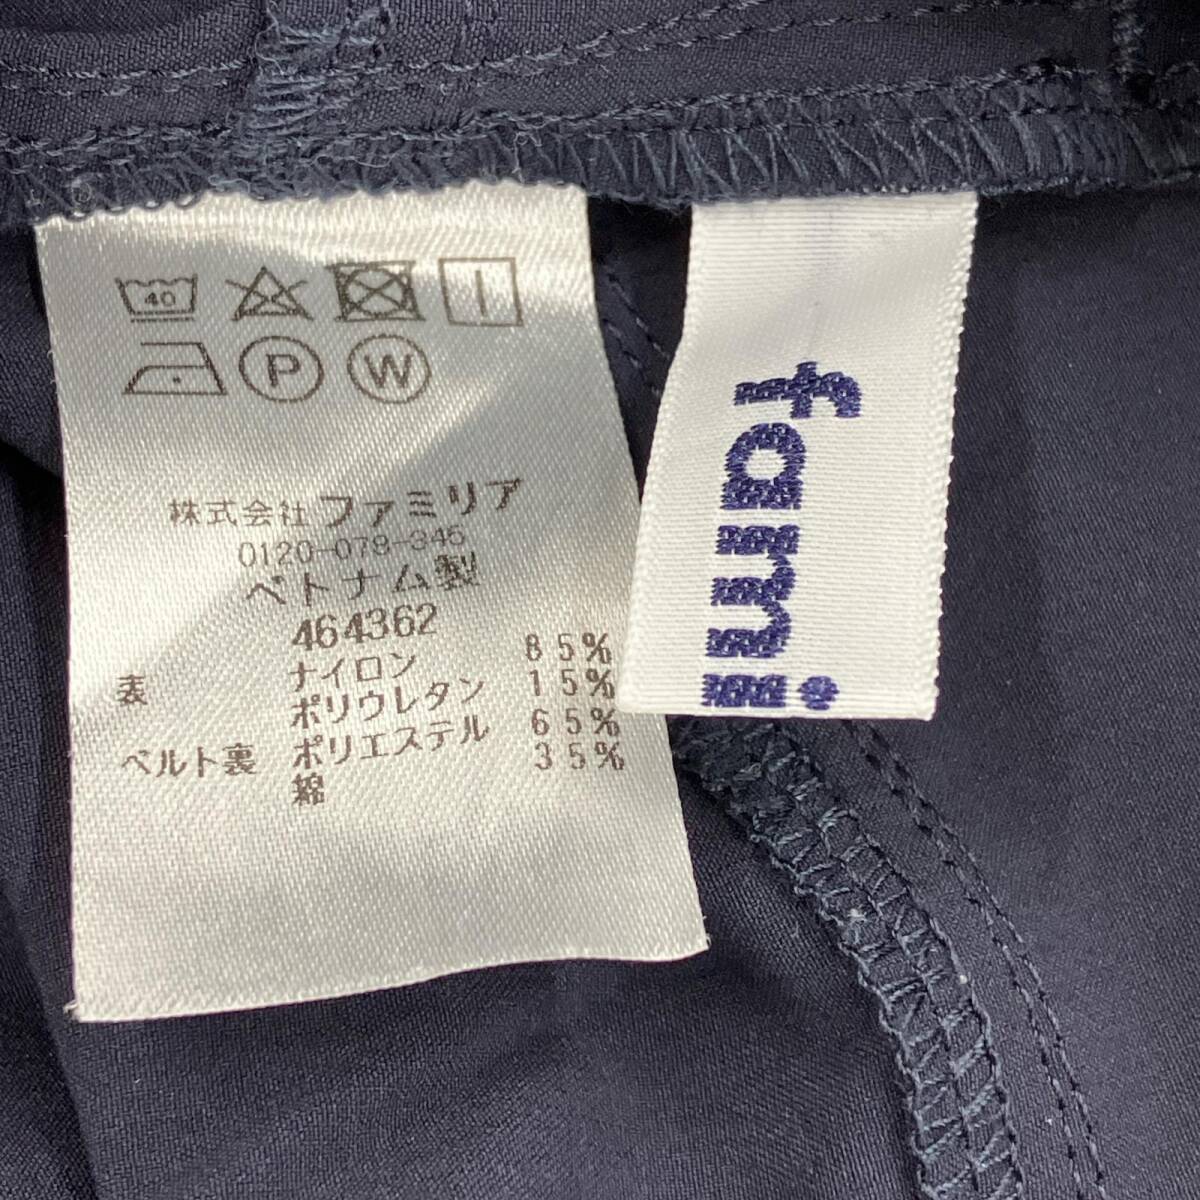 40
P W
株式会社ファミリア
0120-078-345
ベトナム製
464362
表 ナイロン 85%
ポリウレタン 15%
ベルト裏 ポリエステル 65%
綿 35%
fami